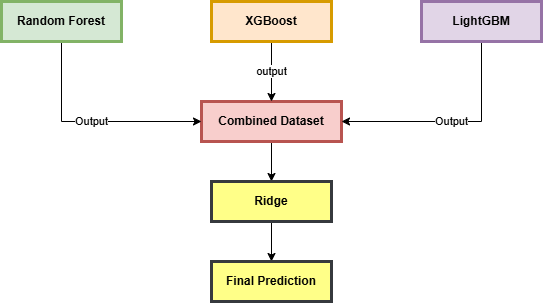 Random Forest
XGBoost
LightGBM
output
Output
Output
Combined Dataset
Ridge
Final Prediction